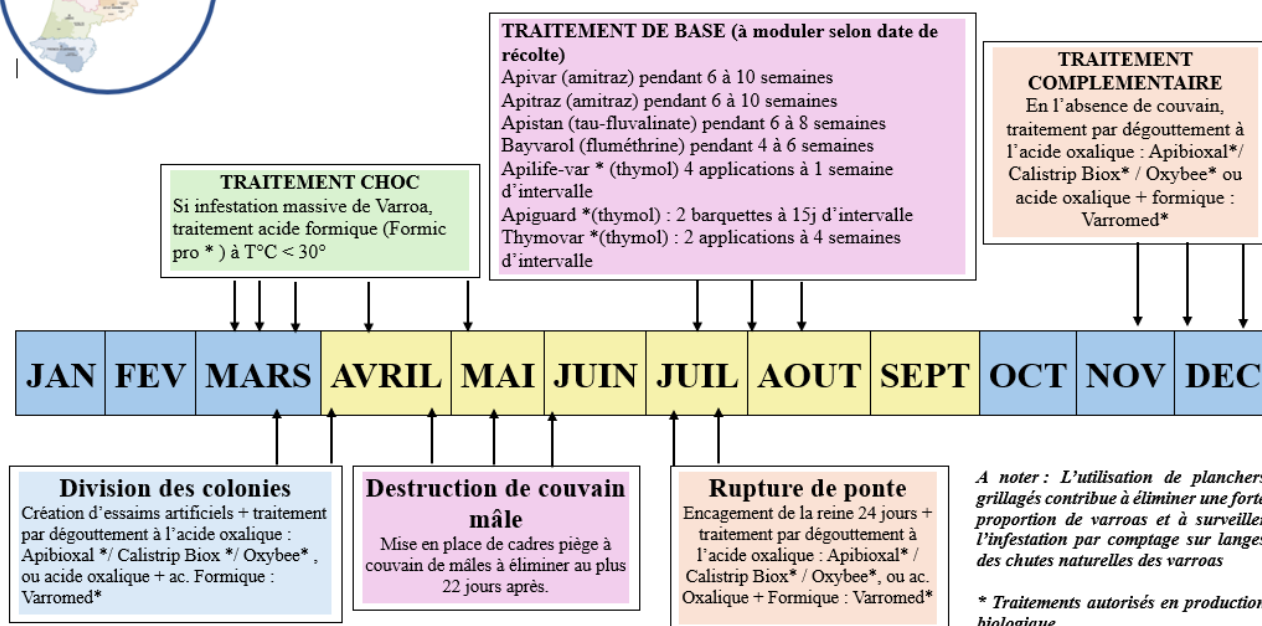 TRAITEMENT DE BASE (à moduler selon date de
récolte)
Apivar (amitraz) pendant 6 à 10 semaines
Apitraz (amitraz) pendant 6 à 10 semaines
Apistan (tau-fluvalinate) pendant 6 à 8 semaines
Bayvarol (fluméthrine) pendant 4 à 6 semaines
Apilife-var * (thymol) 4 applications à 1 semaine
d’intervalle
Apiguard *(thymol) : 2 barquettes à 15j d’intervalle
Thymovar *(thymol) : 2 applications à 4 semaines
d’intervalle
TRAITEMENT
COMPLEMENTAIRE
En l’absence de couvain,
traitement par dégouttement à
l’acide oxalique : Apibioxal*/
Calistrip Biox* / Oxybee* ou
acide oxalique + formique :
Varromed*
TRAITEMENT CHOC
Si infestation massive de Varroa,
traitement acide formique (Formic
pro * ) à T°C < 30°
JAN FEV MARS AVRIL MAI JUIN JUIL AOUT SEPT OCT NOV DEC
Division des colonies
Création d’essaims artificiels + traitement
par dégouttement à l’acide oxalique :
Apibioxal */ Calistrip Biox */ Oxybee* ,
ou acide oxalique + ac. Formique :
Varromed*
Destruction de couvain
mâle
Mise en place de cadres piège à
couvain de mâles à éliminer au plus
22 jours après.
Rupture de ponte
Encagement de la reine 24 jours +
traitement par dégouttement à
l’acide oxalique : Apibioxal* /
Calistrip Biox* / Oxybee*, ou ac.
Oxalique + Formique : Varromed*
A noter : L’utilisation de planchers
grillagés contribue à éliminer une forte
proportion de varroas et à surveiller
l’infestation par comptage sur langes
des chutes naturelles des varroas
* Traitements autorisés en production
biologique